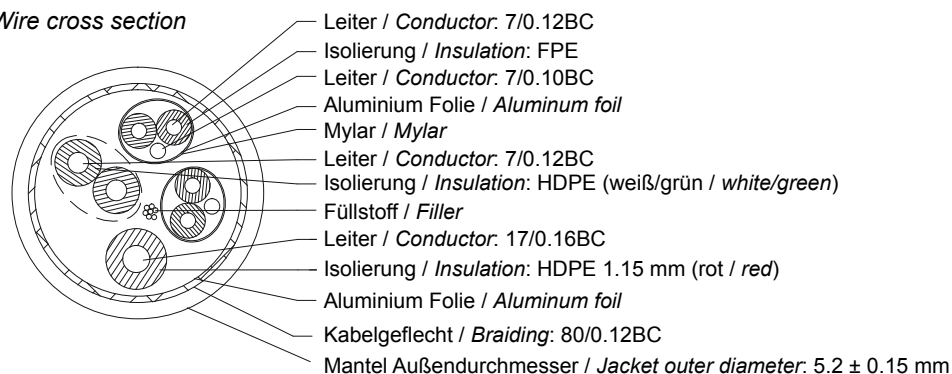 Wire cross section
Leiter / Conductor: 7/0.12BC
Isolierung / Insulation: FPE
Leiter / Conductor: 7/0.10BC
Aluminium Folie / Aluminum foil
Mylar / Mylar
Leiter / Conductor: 7/0.12BC
Isolierung / Insulation: HDPE (weiß/grün / white/green)
Füllstoff / Filler
Leiter / Conductor: 17/0.16BC
Isolierung / Insulation: HDPE 1.15 mm (rot / red)
Aluminium Folie / Aluminum foil
Kabelgeflecht / Braiding: 80/0.12BC
Mantel Außendurchmesser / Jacket outer diameter: 5.2 ± 0.15 mm